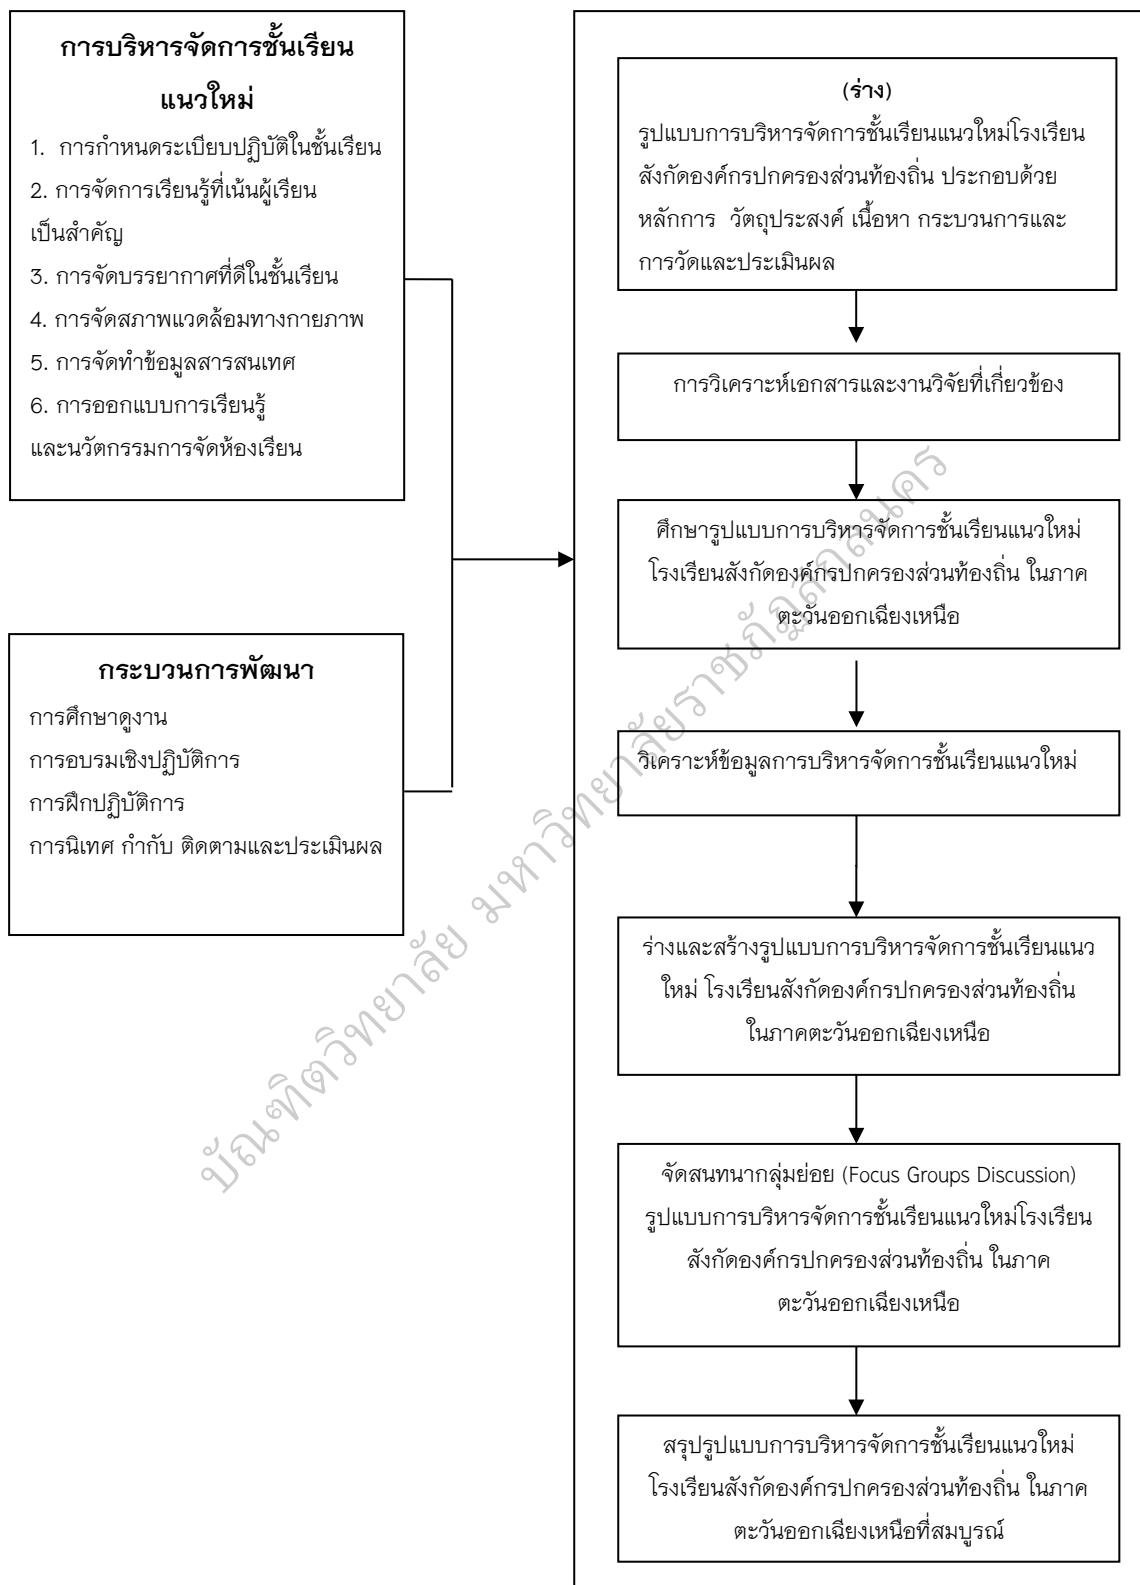 การบริหารจัดการชั้นเรียน
แนวใหม่
1. การกำหนดระเบียบปฏิบัติในชั้นเรียน
2. การจัดการเรียนรู้ที่เน้นผู้เรียน
เป็นสำคัญ
3. การจัดบรรยากาศที่ดีในชั้นเรียน
4. การจัดสภาพแวดล้อมทางกายภาพ
5. การจัดทำข้อมูลสารสนเทศ
6. การออกแบบการเรียนรู้
และนวัตกรรมการจัดห้องเรียน
กระบวนการพัฒนา
การศึกษาดูงาน
การอบรมเชิงปฏิบัติการ
การฝึกปฏิบัติการ
การนิเทศ กำกับ ติดตามและประเมินผล
(ร่าง)
รูปแบบการบริหารจัดการชั้นเรียนแนวใหม่โรงเรียน
สังกัดองค์กรปกครองส่วนท้องถิ่น ประกอบด้วย
หลักการ วัตถุประสงค์ เนื้อหา กระบวนการและ
การวัดและประเมินผล
การวิเคราะห์เอกสารและงานวิจัยที่เกี่ยวข้อง
ศึกษารูปแบบการบริหารจัดการชั้นเรียนแนวใหม่
โรงเรียนสังกัดองค์กรปกครองส่วนท้องถิ่น ในภาค
ตะวันออกเฉียงเหนือ
วิเคราะห์ข้อมูลการบริหารจัดการชั้นเรียนแนวใหม่
ร่างและสร้างรูปแบบการบริหารจัดการชั้นเรียนแนว
ใหม่ โรงเรียนสังกัดองค์กรปกครองส่วนท้องถิ่น
ในภาคตะวันออกเฉียงเหนือ
จัดสนทนากลุ่มย่อย (Focus Groups Discussion)
รูปแบบการบริหารจัดการชั้นเรียนแนวใหม่โรงเรียน
สังกัดองค์กรปกครองส่วนท้องถิ่น ในภาค
ตะวันออกเฉียงเหนือ
สรุปรูปแบบการบริหารจัดการชั้นเรียนแนวใหม่
โรงเรียนสังกัดองค์กรปกครองส่วนท้องถิ่น ในภาค
ตะวันออกเฉียงเหนือที่สมบูรณ์
บัณฑิตวิทยาลัย มหาวิทยาลัยราชภัฏสกลนคร